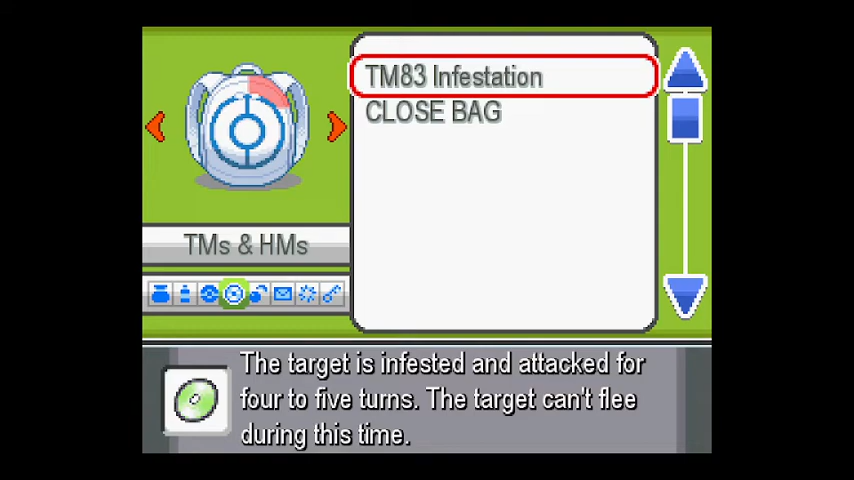 TM83 Infestation
CLOSE BAG
TMs & HMs
The target is infested and attacked for
four to five turns. The target can't flee
during this time.